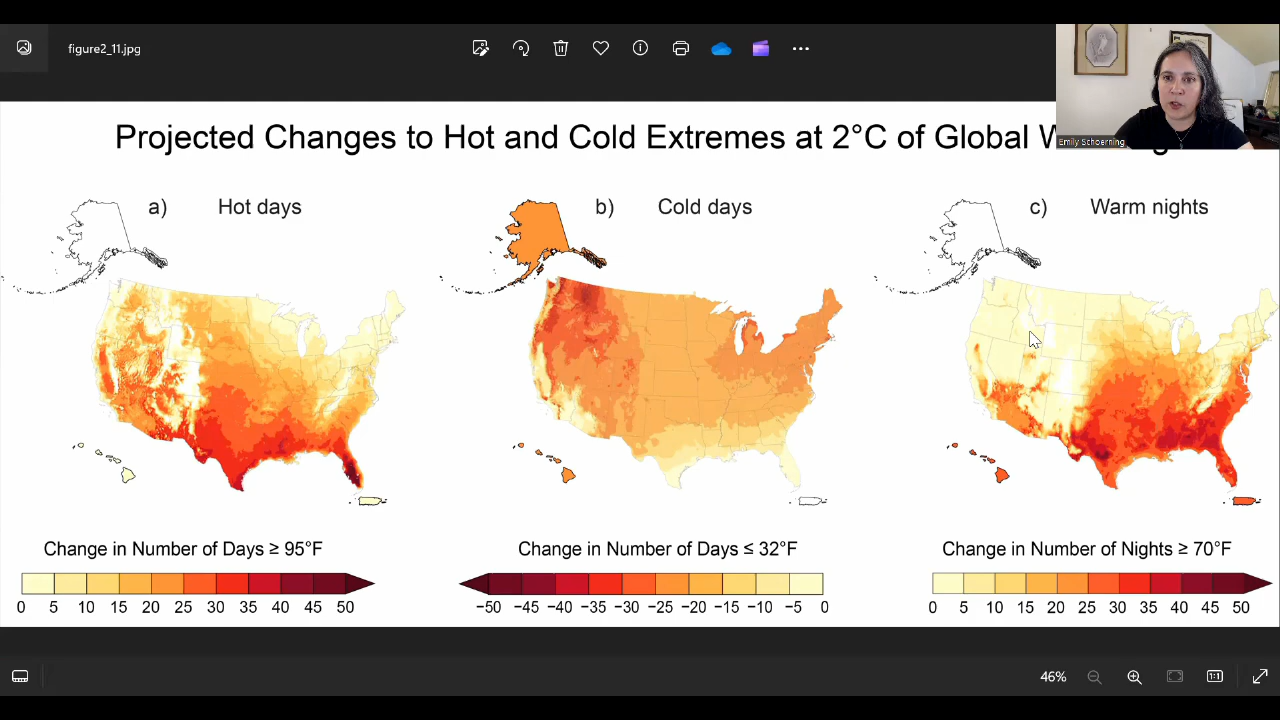 figure2_11.jpg
Emily Schoerning
Projected Changes to Hot and Cold Extremes at 2°C of Global
a) Hot days
b) Cold days
c) Warm nights
Change in Number of Days ≥ 95°F
0 5 10 15 20 25 30 35 40 45 50
Change in Number of Days ≤ 32°F
−50 −45 −40 −35 −30 −25 −20 −15 −10 −5 0
Change in Number of Nights ≥ 70°F
0 5 10 15 20 25 30 35 40 45 50
46%
1:1